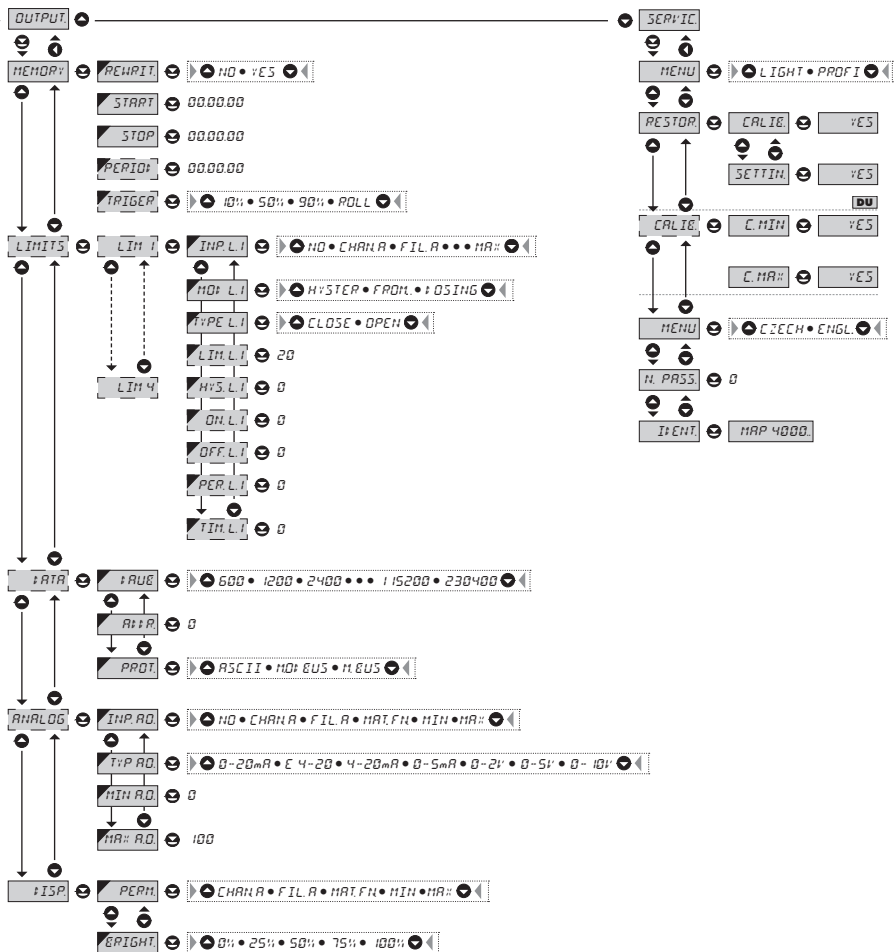 OUTPUT.
MEMORY REWRIT. NO • YES
START 00.00.00
STOP 00.00.00
PERIOD 00.00.00
TRIGER 10% • 50% • 90% • ROLL
LIMITS LIM 1 INP. L.1 NO • CHAN.A • FIL. A • • • MAX
MOD. L.1 HYSTER • FROM. • DOSING
TYPE L.1 CLOSE • OPEN
LIM. L.1 20
LIM 4 HYS. L.1 0
ON. L.1 0
OFF. L.1 0
PER. L.1 0
TIM. L.1 0
DATA BAUD 600 • 1200 • 2400 • • • 115200 • 230400
ADDR. 0
PROT. ASCII • MODBUS • M.BUS
ANALOG INP. A.O. NO • CHAN.A • FIL. A • MAT.FN. • MIN • MAX
TYP A.O. 0-20mA • E 4-20 • 4-20mA • 0-5mA • 0-2V • 0-5V • 0-10V
MIN A.O. 0
MAX A.O. 100
DISP. PERM. CHAN.A • FIL. A • MAT.FN. • MIN • MAX
BRIGHT. 0% • 25% • 50% • 75% • 100%
SERVIC.
MENU LIGHT • PROFI
RESTOR. CALIB. YES
SETTIN. YES
DU
CALIB. C. MIN YES
C. MAX YES
MENU CZECH • ENGL.
N. PASS. 0
IDENT. MAP 4000..